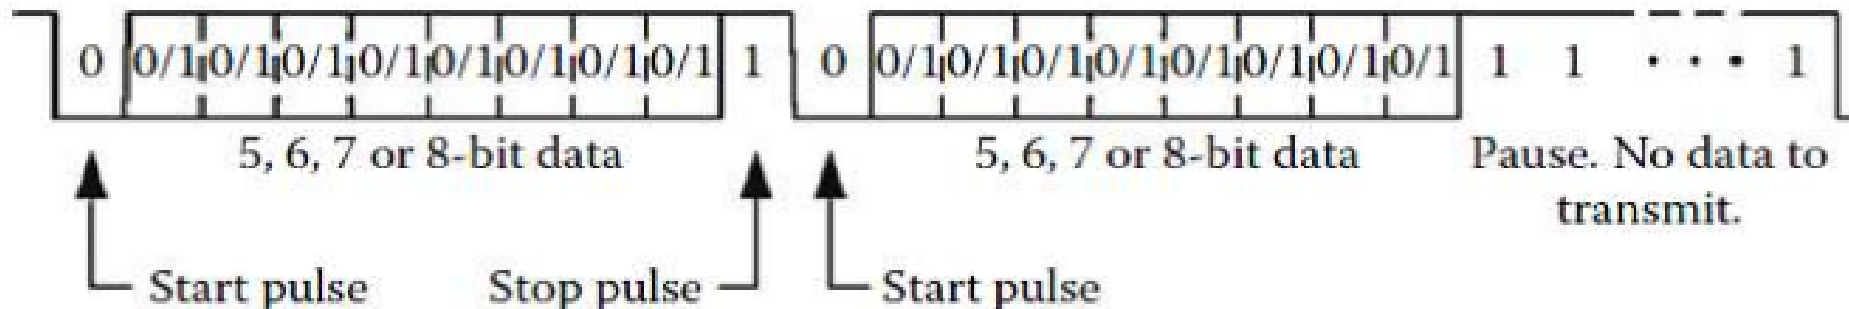 0 0/1 0/1 0/1 0/1 0/1 0/1 0/1 0/1 1 0 0/1 0/1 0/1 0/1 0/1 0/1 0/1 0/1 1 1 · · · 1
5, 6, 7 or 8-bit data 5, 6, 7 or 8-bit data Pause. No data to
transmit.
Start pulse Stop pulse Start pulse